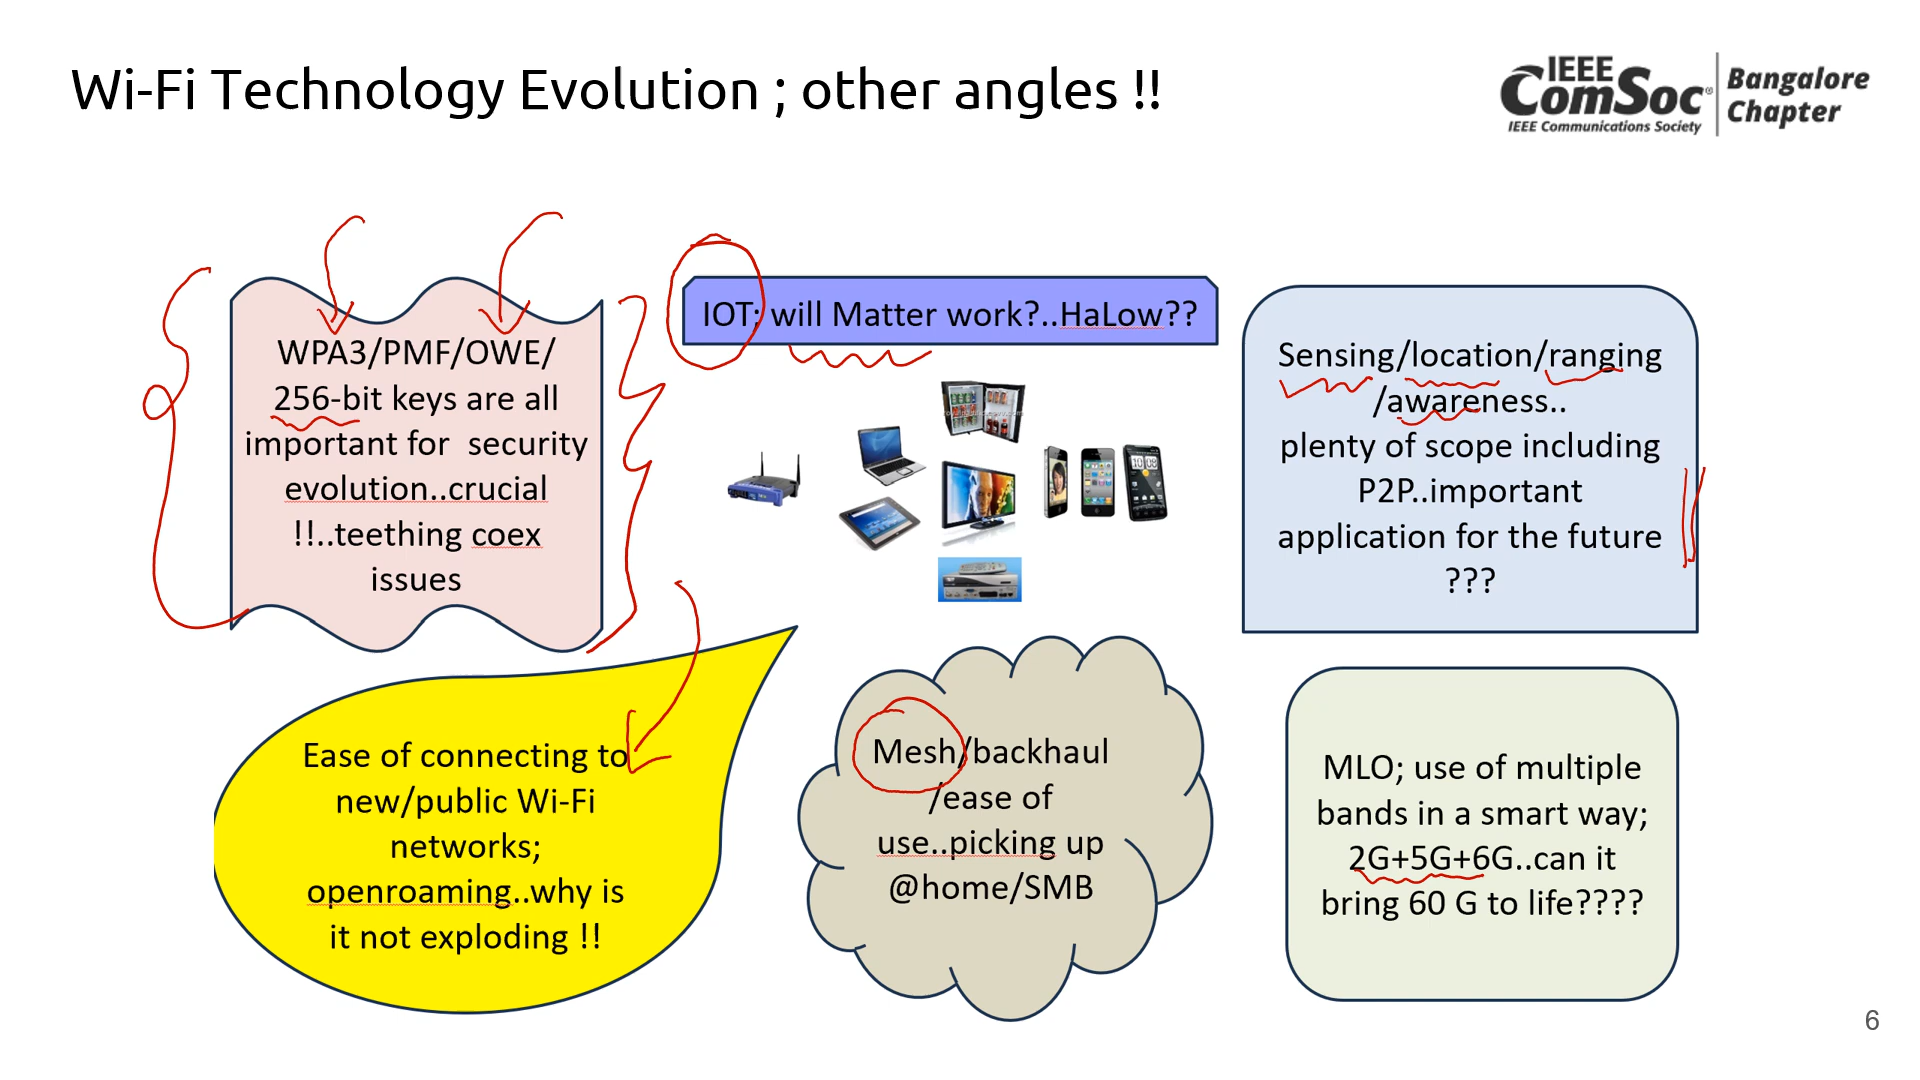 Wi-Fi Technology Evolution ; other angles !!
IEEE
ComSoc
IEEE Communications Society
Bangalore
Chapter
WPA3/PMF/OWE/
256-bit keys are all
important for security
evolution..crucial
!!..teething coex
issues
IOT; will Matter work?..HaLow??
Sensing/location/ranging
/awareness..
plenty of scope including
P2P..important
application for the future
???
Ease of connecting to
new/public Wi-Fi
networks;
openroaming..why is
it not exploding !!
Mesh/backhaul
/ease of
use..picking up
@home/SMB
MLO; use of multiple
bands in a smart way;
2G+5G+6G..can it
bring 60 G to life????
6